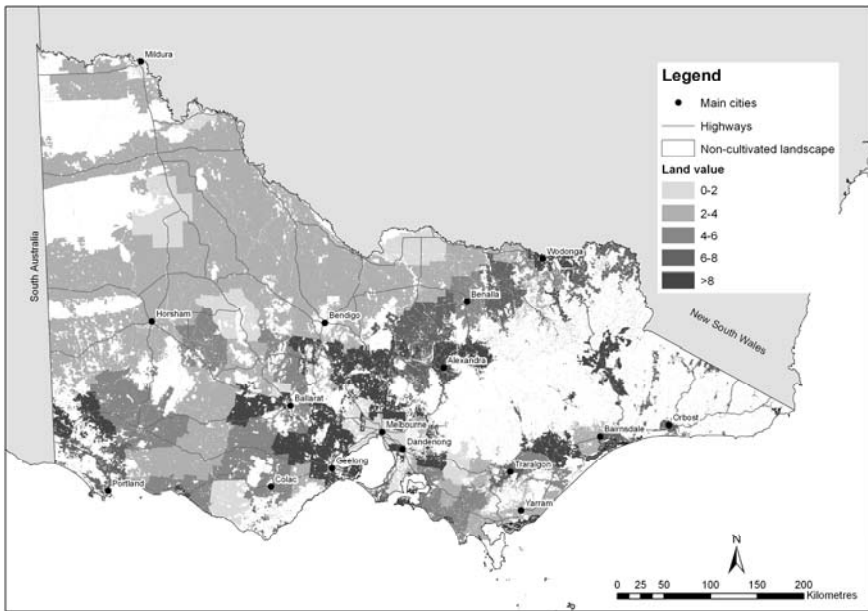 Mildura
Legend
Main cities
Highways
Non-cultivated landscape
Land value
0-2
2-4
4-6
6-8
>8
South Australia
Wodonga
Benalla
Horsham
Bendigo
New South Wales
Alexandra
Ballarat
Melbourne
Orbost
Bairnsdale
Dandenong
Geelong
Traralgon
Colac
Portland
Yarram
N
0 25 50 100 150 200
Kilometres